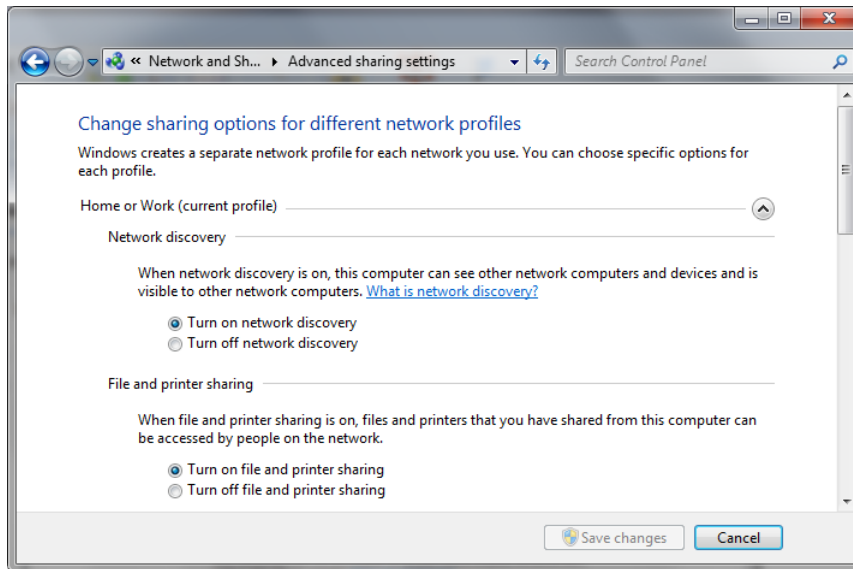 « Network and Sh... Advanced sharing settings
Search Control Panel
Change sharing options for different network profiles
Windows creates a separate network profile for each network you use. You can choose specific options for
each profile.
Home or Work (current profile)
Network discovery
When network discovery is on, this computer can see other network computers and devices and is
visible to other network computers. What is network discovery?
Turn on network discovery
Turn off network discovery
File and printer sharing
When file and printer sharing is on, files and printers that you have shared from this computer can
be accessed by people on the network.
Turn on file and printer sharing
Turn off file and printer sharing
Save changes
Cancel